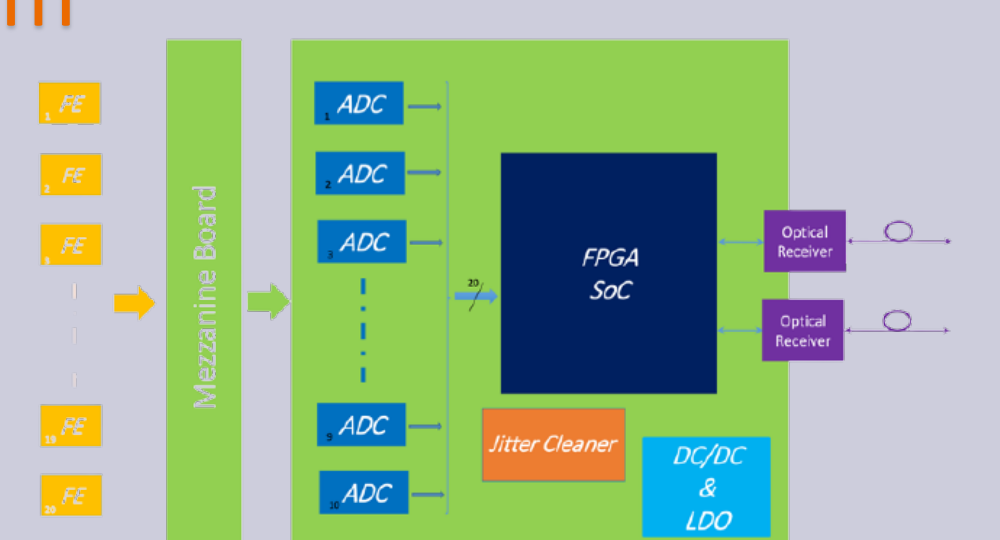 1 FE
2 FE
3 FE
19 FE
20 FE
Mezzanine Board
1 ADC
2 ADC
3 ADC
9 ADC
10 ADC
20
FPGA
SoC
Jitter Cleaner
DC/DC
&
LDO
Optical
Receiver
Optical
Receiver